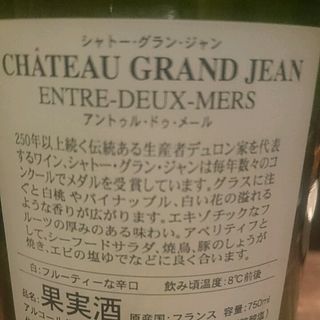 シャトー・グラン・ジャン
CHÂTEAU GRAND JEAN
ENTRE-DEUX-MERS
アントゥル・ドゥ・メール
250年以上続く伝統ある生産者デュロン家を代表
するワイン、シャトー・グラン・ジャンは毎年数々のコ
ンクールでメダルを受賞しています。グラスに注
ぐと白桃やパイナップル、白い花の溢れる
ような香りが広がります。エキゾチックなフ
ルーツの厚みのある味わい。アペリティフと
して、シーフードサラダ、焼鳥、豚のしょうが
焼き、エビの塩ゆでなどに良く合います。
白:フルーティーな辛口 飲み頃温度:8℃前後
品名:果実酒 容量:750ml
原産国:フランス
アルコール